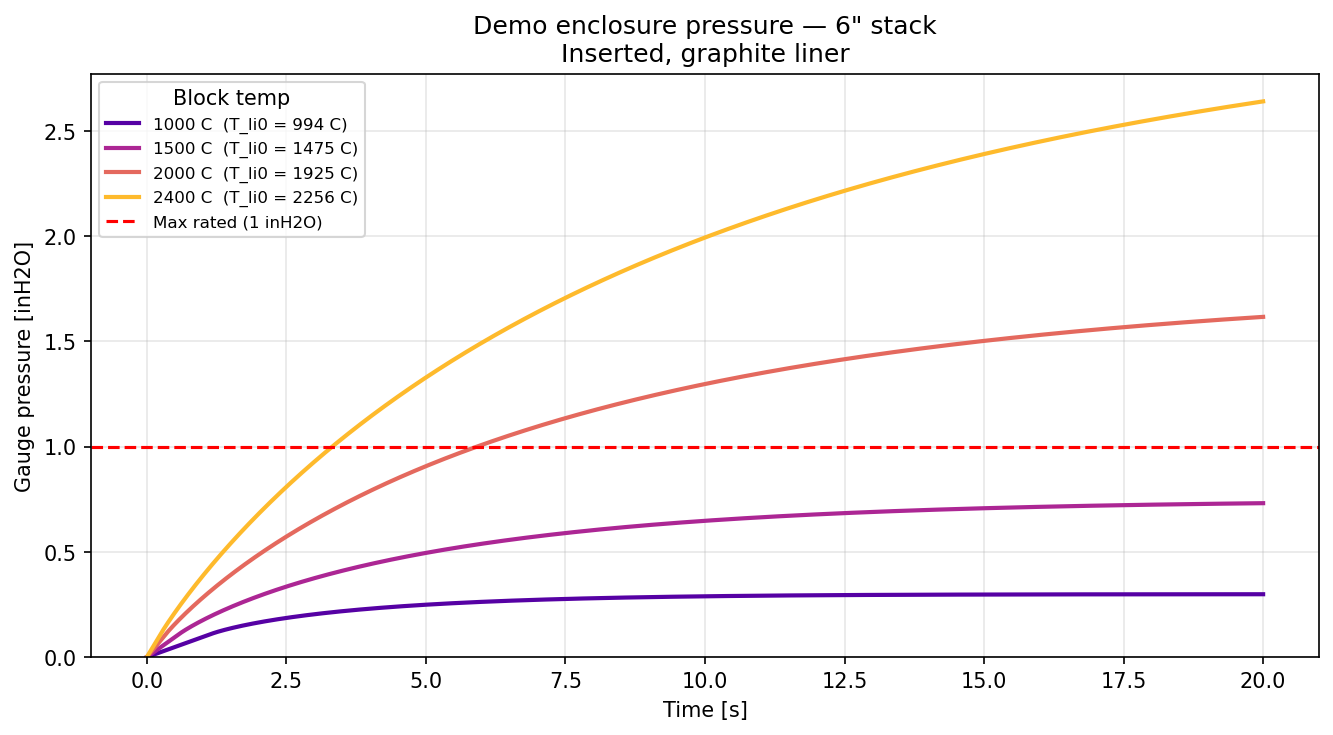 Demo enclosure pressure — 6" stack
Inserted, graphite liner
Block temp
1000 C  (T_li0 = 994 C)
1500 C  (T_li0 = 1475 C)
2000 C  (T_li0 = 1925 C)
2400 C  (T_li0 = 2256 C)
Max rated (1 inH2O)
Gauge pressure [inH2O]
2.5
2.0
1.5
1.0
0.5
0.0
0.0 2.5 5.0 7.5 10.0 12.5 15.0 17.5 20.0
Time [s]